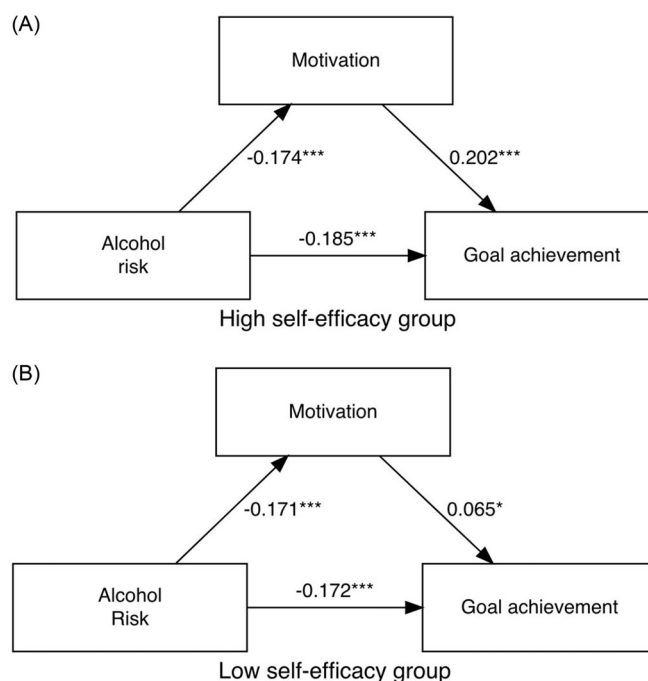 (A)
Motivation
-0.174***
0.202***
Alcohol
risk
-0.185***
Goal achievement
High self-efficacy group
(B)
Motivation
-0.171***
0.065*
Alcohol
Risk
-0.172***
Goal achievement
Low self-efficacy group